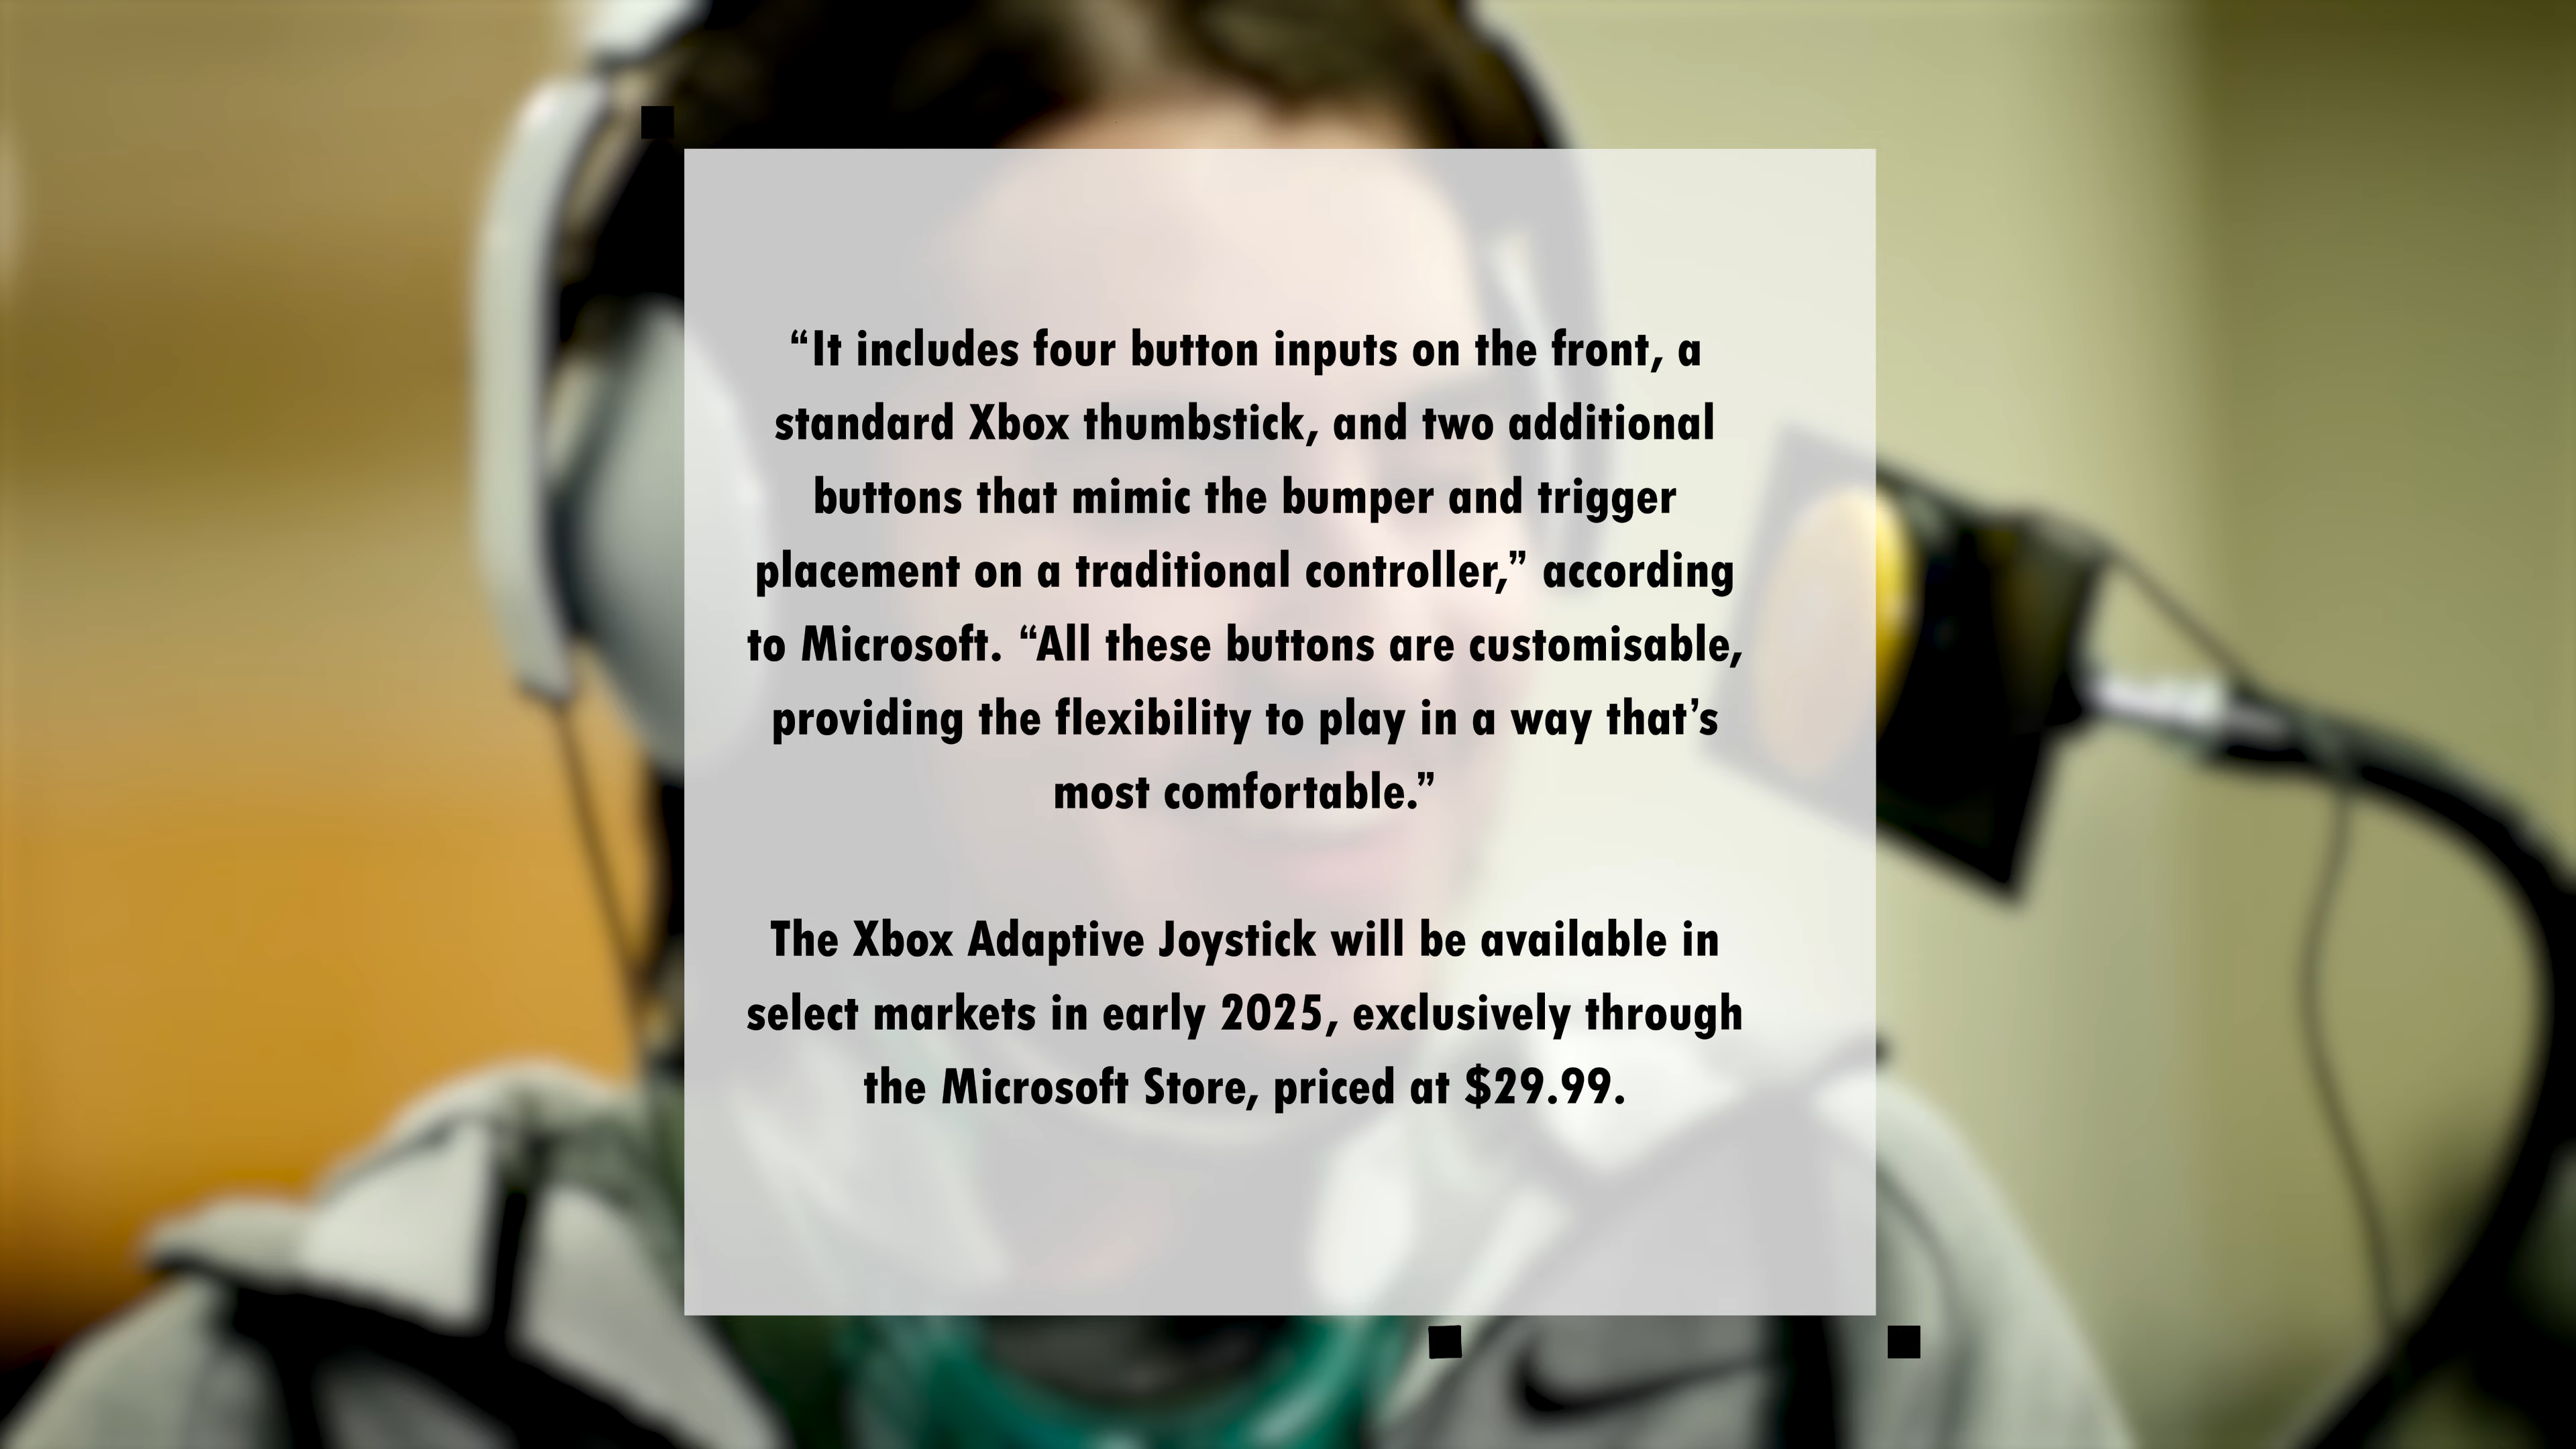 “It includes four button inputs on the front, a
standard Xbox thumbstick, and two additional
buttons that mimic the bumper and trigger
placement on a traditional controller,” according
to Microsoft. “All these buttons are customisable,
providing the flexibility to play in a way that’s
most comfortable.”
The Xbox Adaptive Joystick will be available in
select markets in early 2025, exclusively through
the Microsoft Store, priced at $29.99.